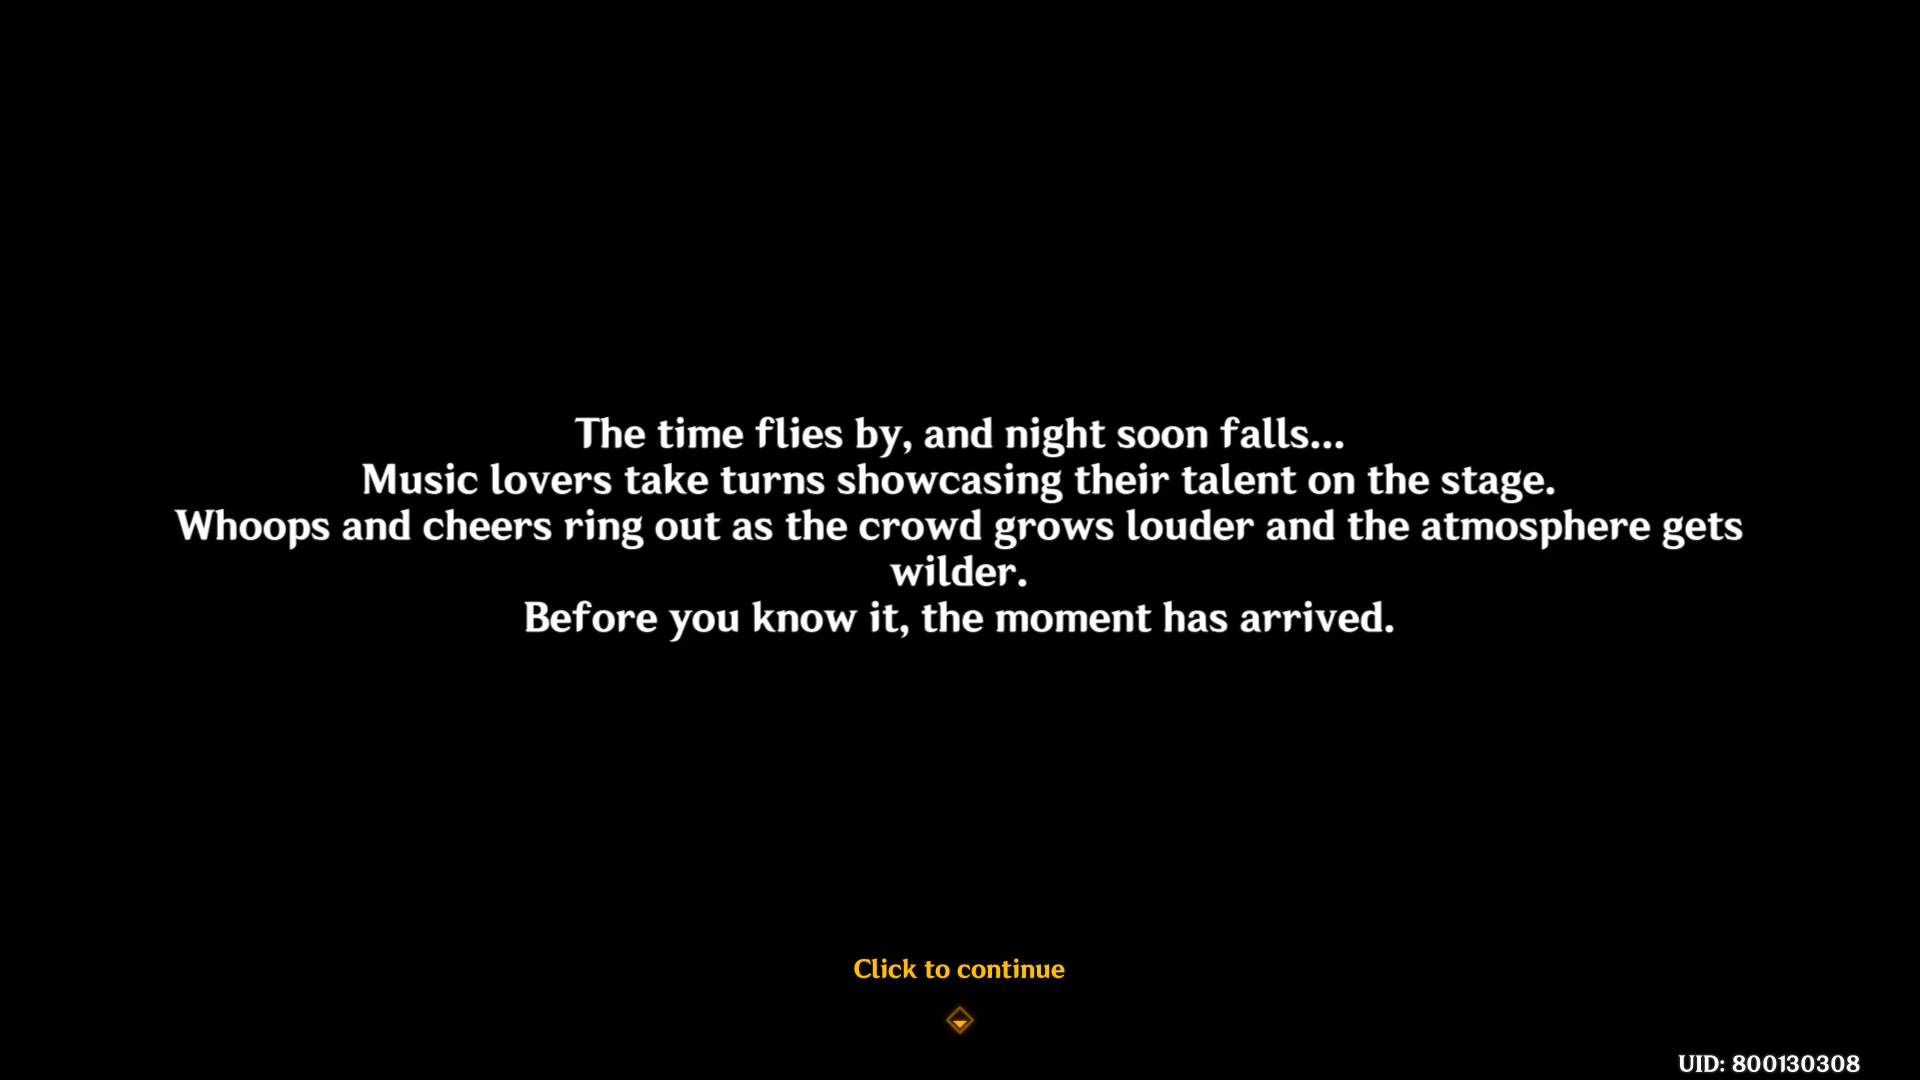 The time flies by, and night soon falls...
Music lovers take turns showcasing their talent on the stage.
Whoops and cheers ring out as the crowd grows louder and the atmosphere gets
wilder.
Before you know it, the moment has arrived.
Click to continue
UID: 800130308